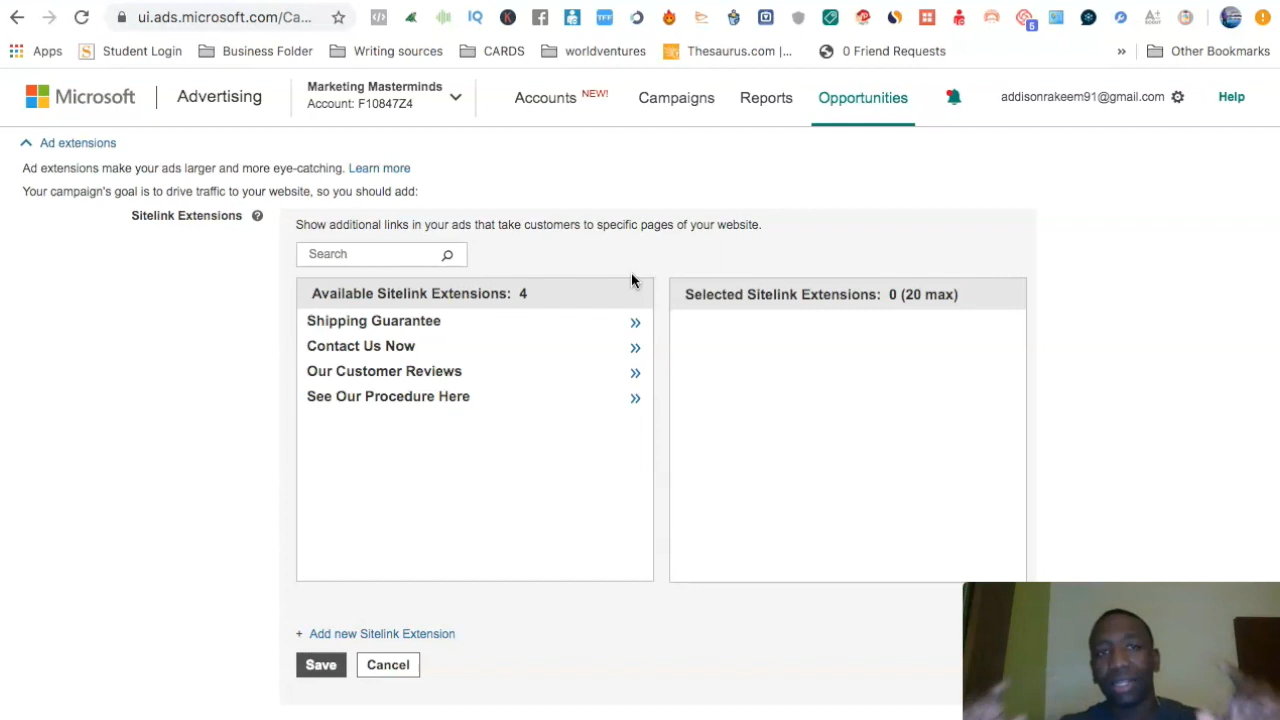 ui.ads.microsoft.com/Ca...
IQ
TFF
5
A+
Apps
Student Login
Business Folder
Writing sources
CARDS
worldventures
Thesaurus.com |...
0 Friend Requests
»
Other Bookmarks
Microsoft
Advertising
Marketing Masterminds
Account: F10847Z4
Accounts NEW!
Campaigns
Reports
Opportunities
addisonrakeem91@gmail.com
Help
Ad extensions
Ad extensions make your ads larger and more eye-catching. Learn more
Your campaign's goal is to drive traffic to your website, so you should add:
Sitelink Extensions ?
Show additional links in your ads that take customers to specific pages of your website.
Search
Available Sitelink Extensions: 4
Shipping Guarantee »
Contact Us Now »
Our Customer Reviews »
See Our Procedure Here »
Selected Sitelink Extensions: 0 (20 max)
+ Add new Sitelink Extension
Save
Cancel